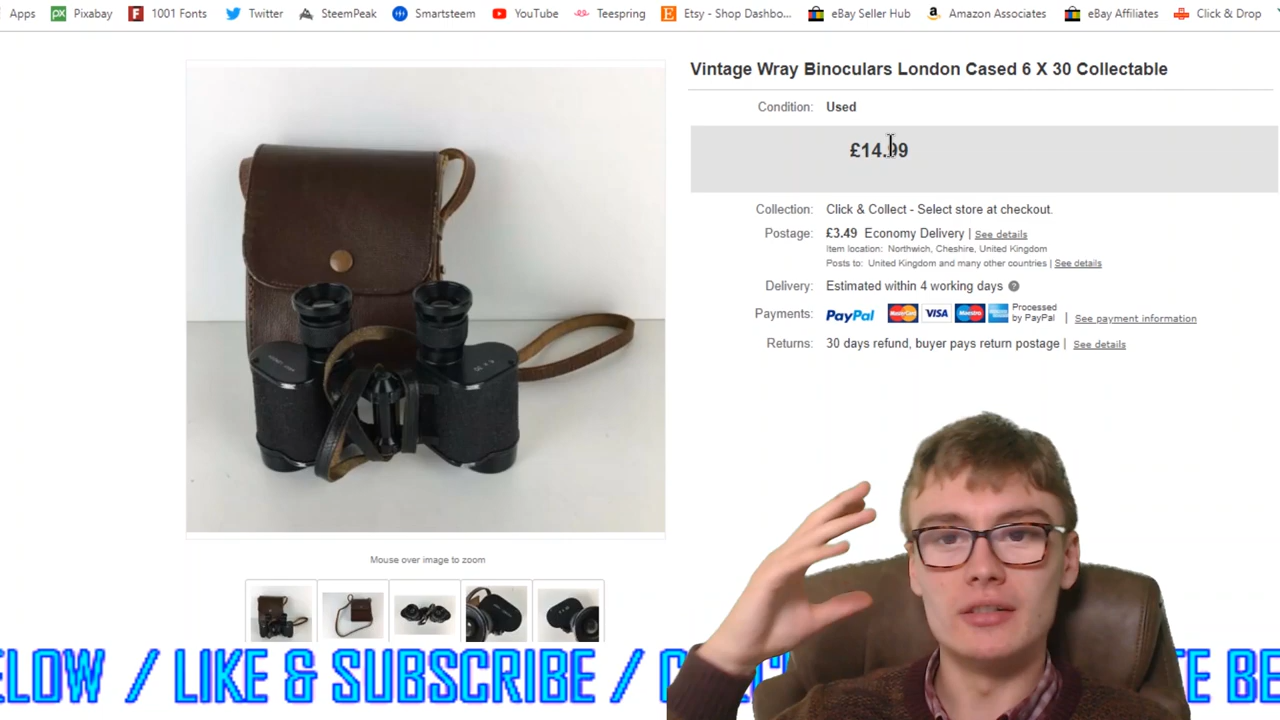 Apps Pixabay 1001 Fonts Twitter SteemPeak Smartsteem YouTube Teespring Etsy - Shop Dashbo... eBay Seller Hub Amazon Associates eBay Affiliates Click & Drop
Vintage Wray Binoculars London Cased 6 X 30 Collectable
Condition: Used
£14.99
Collection: Click & Collect - Select store at checkout.
Postage: £3.49 Economy Delivery | See details
Item location: Northwich, Cheshire, United Kingdom
Posts to: United Kingdom and many other countries | See details
Delivery: Estimated within 4 working days
Payments: PayPal MasterCard VISA Maestro Processed
by PayPal | See payment information
Returns: 30 days refund, buyer pays return postage | See details
Mouse over image to zoom
ELOW / LIKE & SUBSCRIBE / TE BE